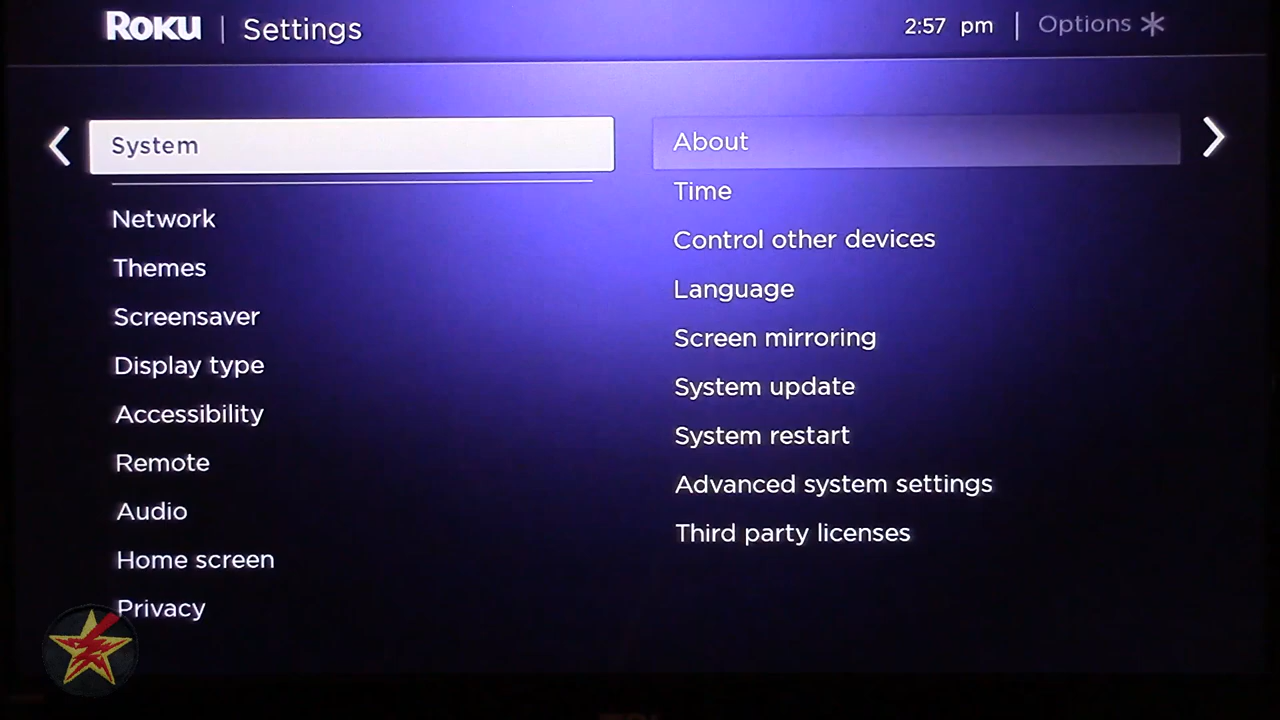 Roku | Settings
2:57 pm | Options *
System
Network
Themes
Screensaver
Display type
Accessibility
Remote
Audio
Home screen
Privacy
About
Time
Control other devices
Language
Screen mirroring
System update
System restart
Advanced system settings
Third party licenses